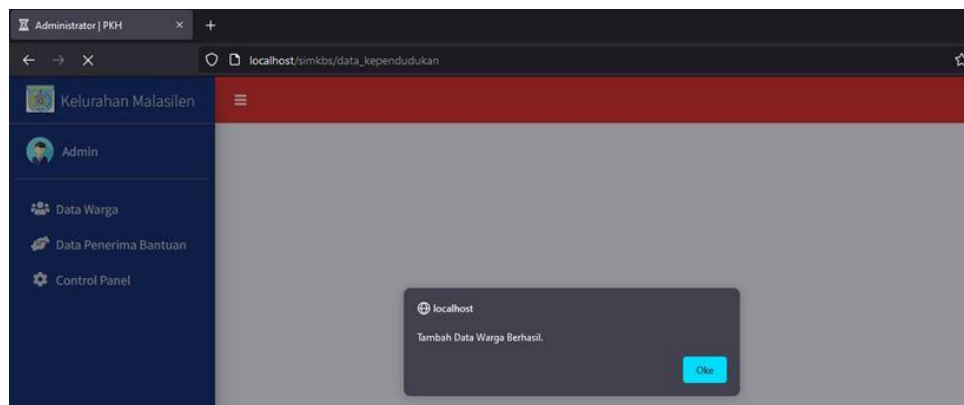 Administrator | PKH
localhost/simkbs/data_kependudukan
Kelurahan Malasilen
Admin
Data Warga
Data Penerima Bantuan
Control Panel
localhost
Tambah Data Warga Berhasil.
Oke